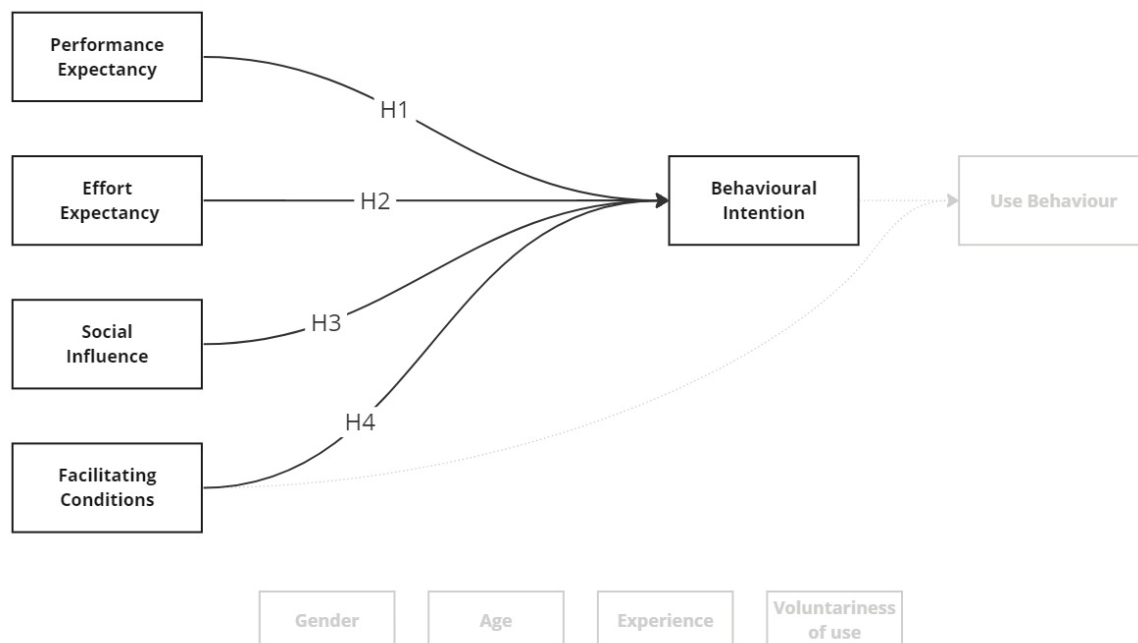 Performance
Expectancy
H1
Effort
Expectancy
H2
Behavioural
Intention
Use Behaviour
Social
Influence
H3
H4
Facilitating
Conditions
Gender
Age
Experience
Voluntariness
of use